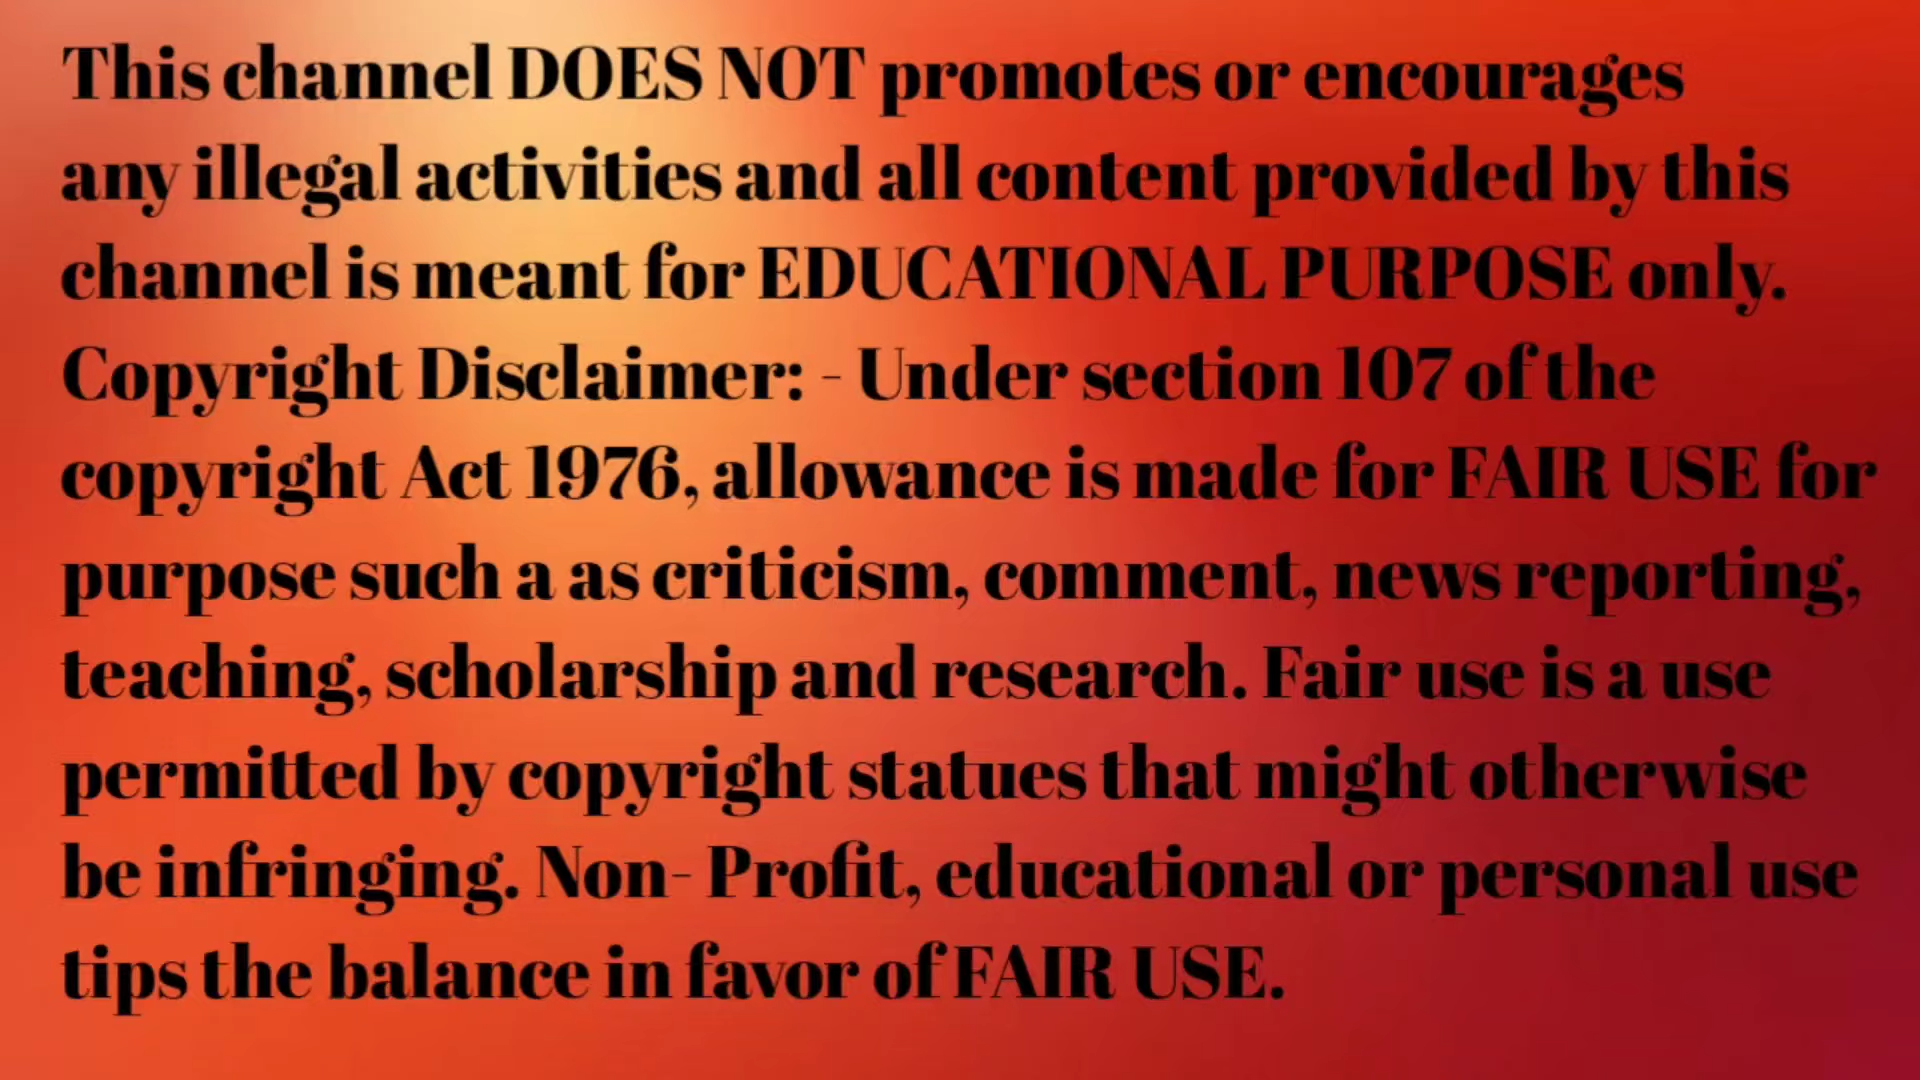 This channel DOES NOT promotes or encourages
any illegal activities and all content provided by this
channel is meant for EDUCATIONAL PURPOSE only.
Copyright Disclaimer: - Under section 107 of the
copyright Act 1976, allowance is made for FAIR USE for
purpose such a as criticism, comment, news reporting,
teaching, scholarship and research. Fair use is a use
permitted by copyright statues that might otherwise
be infringing. Non- Profit, educational or personal use
tips the balance in favor of FAIR USE.